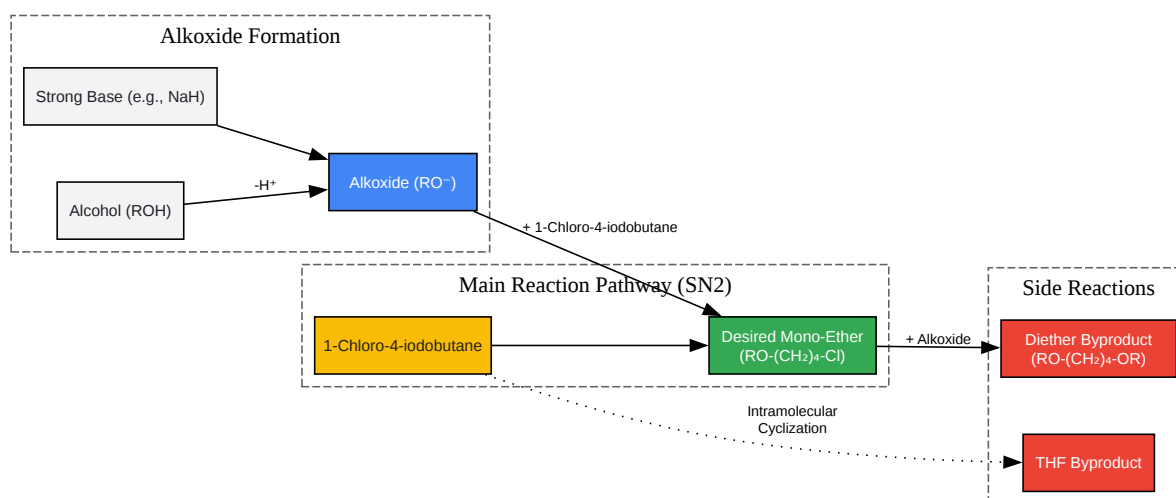 Alkoxide Formation
Strong Base (e.g., NaH)
Alcohol (ROH)
-H⁺
Alkoxide (RO⁻)
+ 1-Chloro-4-iodobutane
Main Reaction Pathway (SN2)
1-Chloro-4-iodobutane
Desired Mono-Ether
(RO-(CH₂)₄-Cl)
+ Alkoxide
Side Reactions
Diether Byproduct
(RO-(CH₂)₄-OR)
Intramolecular
Cyclization
THF Byproduct